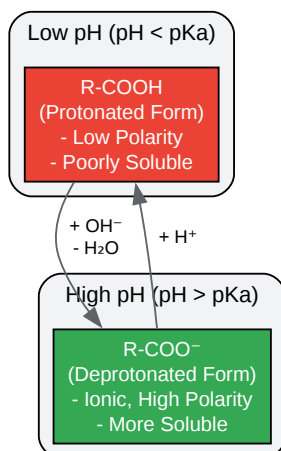 Low pH (pH < pKa)
R-COOH
(Protonated Form)
- Low Polarity
- Poorly Soluble
+ OH⁻
- H₂O
+ H⁺
High pH (pH > pKa)
R-COO⁻
(Deprotonated Form)
- Ionic, High Polarity
- More Soluble